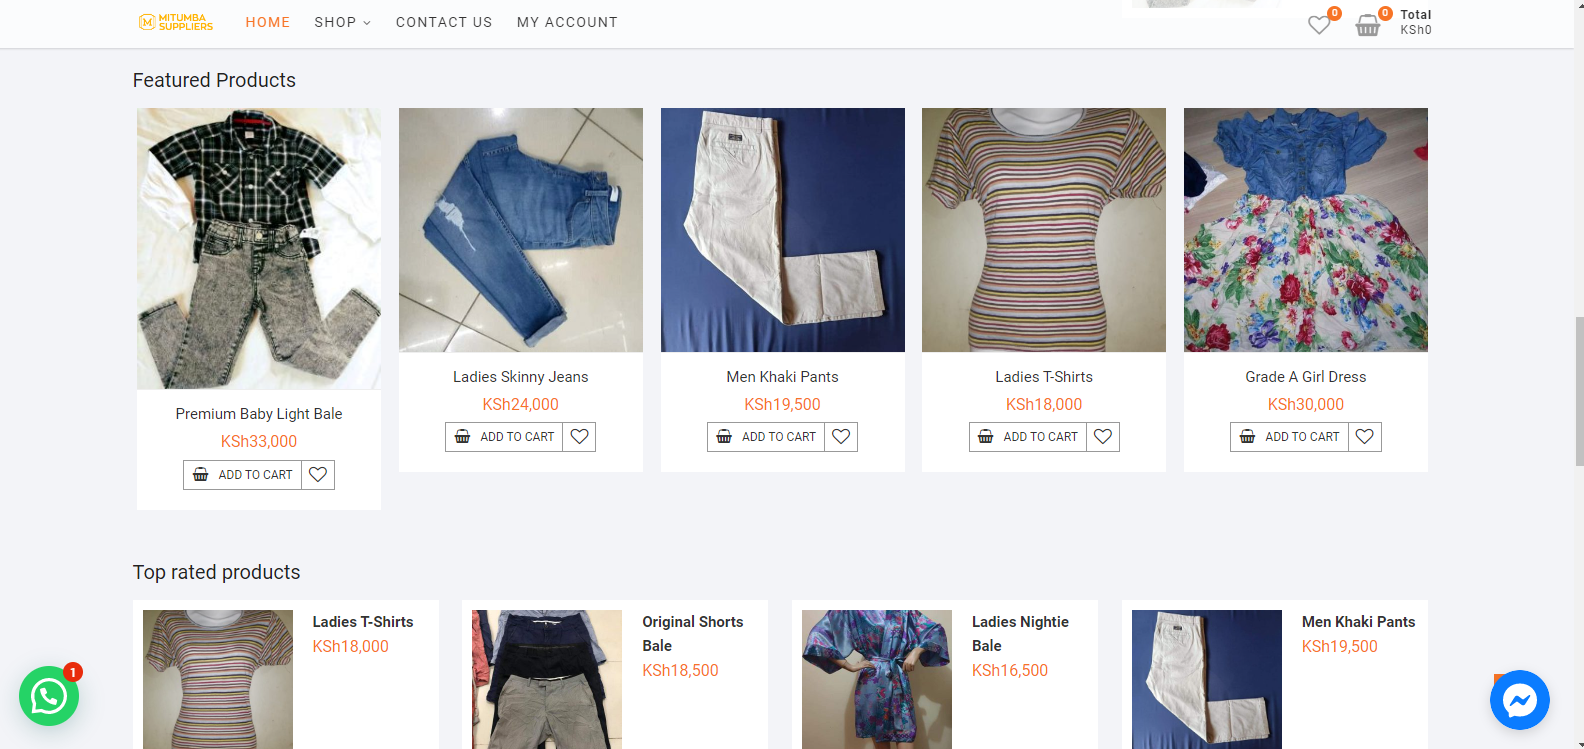 MITUMBA
SUPPLIERS
HOME
SHOP
CONTACT US
MY ACCOUNT
0
0
Total
KSh0
Featured Products
Premium Baby Light Bale
KSh33,000
ADD TO CART
Ladies Skinny Jeans
KSh24,000
ADD TO CART
Men Khaki Pants
KSh19,500
ADD TO CART
Ladies T-Shirts
KSh18,000
ADD TO CART
Grade A Girl Dress
KSh30,000
ADD TO CART
Top rated products
Ladies T-Shirts
KSh18,000
Original Shorts
Bale
KSh18,500
Ladies Nightie
Bale
KSh16,500
Men Khaki Pants
KSh19,500
1